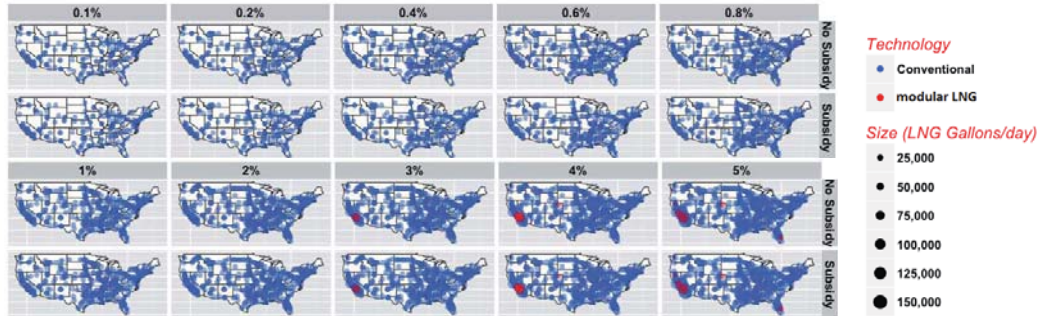 0.1% 0.2% 0.4% 0.6% 0.8%
No Subsidy
Subsidy
1% 2% 3% 4% 5%
No Subsidy
Subsidy
Technology
Conventional
modular LNG
Size (LNG Gallons/day)
25,000
50,000
75,000
100,000
125,000
150,000